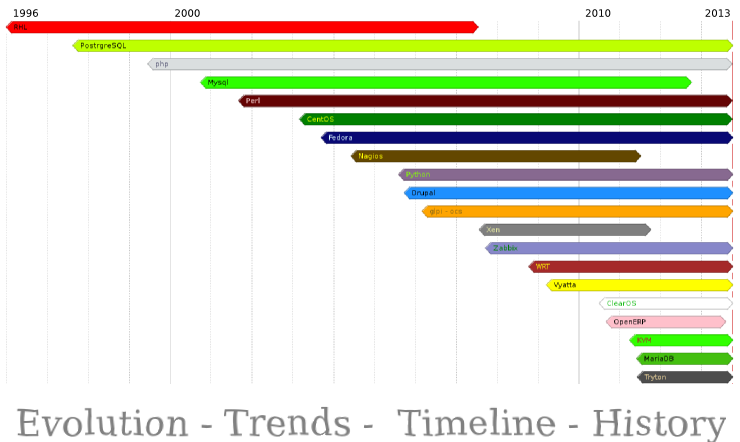 1996 2000 2010 2013
RHL
PostrgreSQL
php
Mysql
Perl
CentOS
Fedora
Nagios
Python
Drupal
glpi - ocs
Xen
Zabbix
WRT
Vyatta
ClearOS
OpenERP
KVM
MariaDB
Tryton
Evolution - Trends - Timeline - History